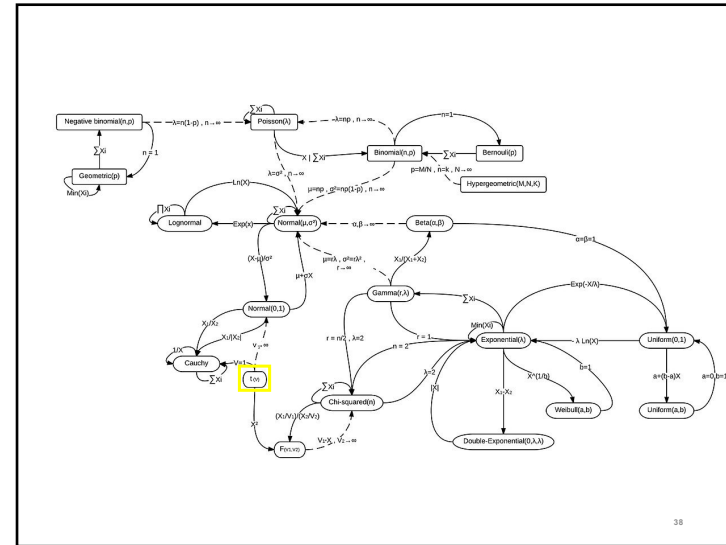 Negative binomial(n,p)
λ=n(1-p) , n→∞
∑Xi
Poisson(λ)
λ=np , n→∞
n=1
∑Xi
n = 1
X | ∑Xi
Binomial(n,p)
∑Xi
Bernouli(p)
Geometric(p)
Min(Xi)
λ=σ² , n→∞
μ=np , σ²=np(1-p) , n→∞
p=M/N , n=k , N→∞
Hypergeometric(M,N,K)
Ln(X)
∏Xi
Lognormal
Exp(x)
∑Xi
Normal(μ,σ²)
α,β→∞
Beta(α,β)
α=β=1
(X-μ)/σ²
μ+σX
μ=rλ , σ²=rλ² ,
r→∞
X₁/(X₁+X₂)
Gamma(r,λ)
∑Xi
Exp(-X/λ)
Normal(0,1)
X₁/X₂
X₁/|X₂|
r = n/2 , λ=2
r = 1
n = 2
Min(Xi)
Exponential(λ)
- λ Ln(X)
Uniform(0,1)
1/X
Cauchy
∑Xi
V=1
t(V)
λ=2
|X|
X^(1/b)
b=1
a+(b-a)X
a=0,b=1
∑Xi
Chi-squared(n)
X₁-X₂
Weibull(a,b)
Uniform(a,b)
X²
(X₁/V₁)/(X₂/V₂)
F(V1,V2)
V₁-X , V₂→∞
Double-Exponential(0,λ,λ)
38